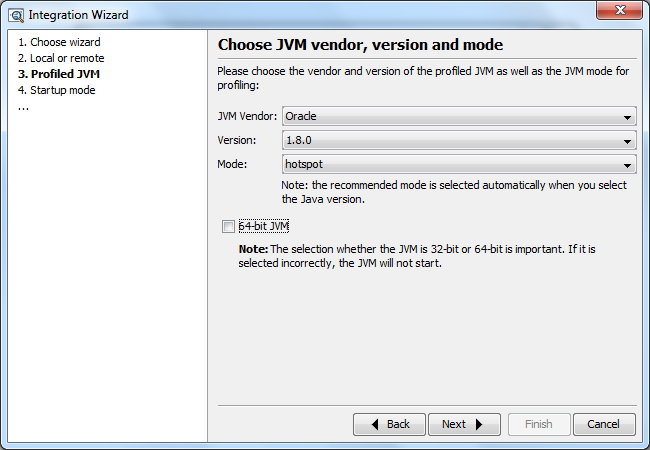 Integration Wizard
1. Choose wizard
2. Local or remote
3. Profiled JVM
4. Startup mode
...
Choose JVM vendor, version and mode
Please choose the vendor and version of the profiled JVM as well as the JVM mode for
profiling:
JVM Vendor: Oracle
Version: 1.8.0
Mode: hotspot
Note: the recommended mode is selected automatically when you select
the Java version.
64-bit JVM
Note: The selection whether the JVM is 32-bit or 64-bit is important. If it is
selected incorrectly, the JVM will not start.
Back Next Finish Cancel